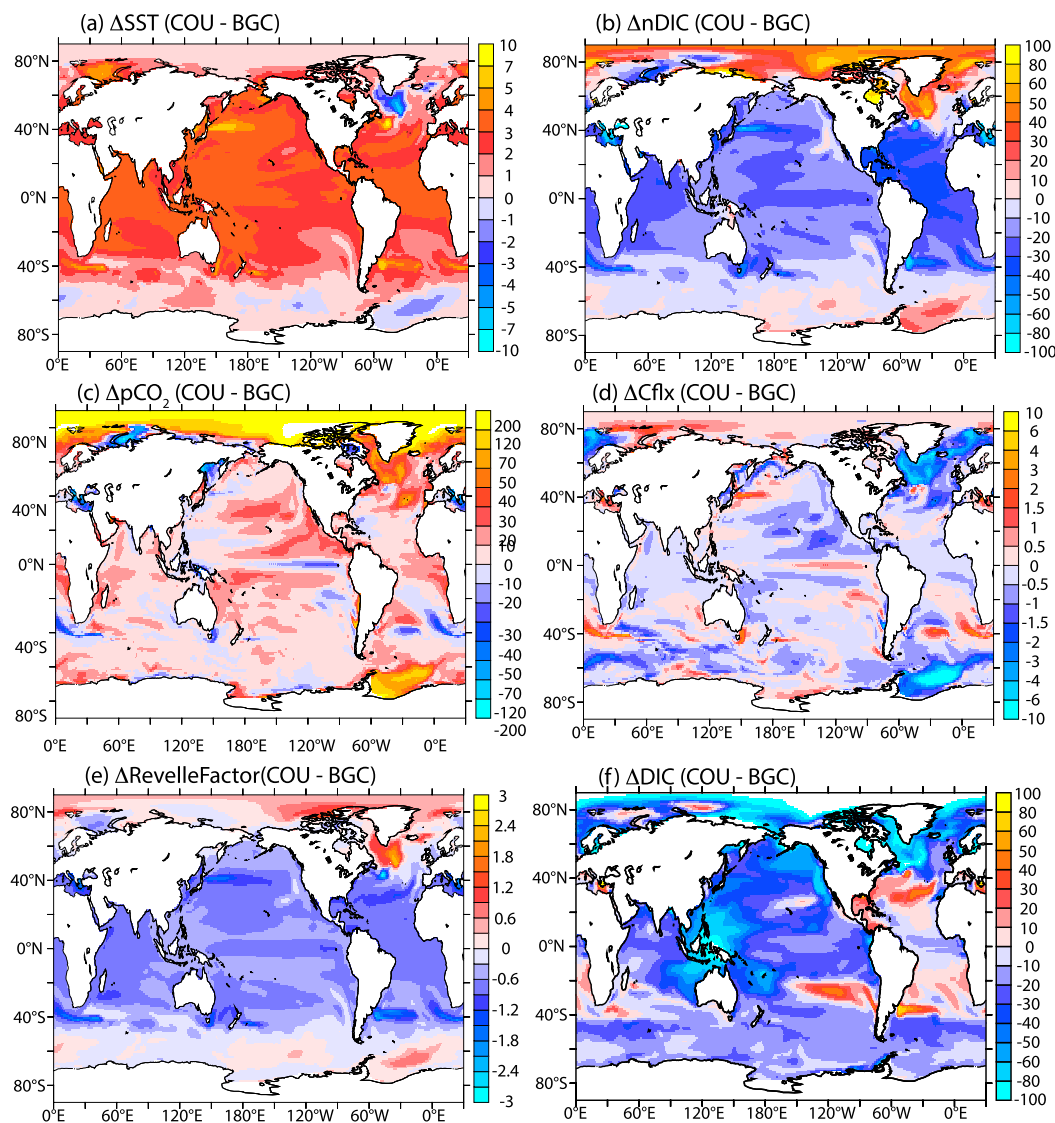 (a) ΔSST (COU - BGC)
10
7
5
4
3
2
1
0
-1
-2
-3
-4
-5
-7
-10
80°N
40°N
0°N
40°S
80°S
0°E 60°E 120°E 180°W 120°W 60°W 0°E
(b) ΔnDIC (COU - BGC)
100
80
60
50
40
30
20
10
0
-10
-20
-30
-40
-50
-60
-80
-100
80°N
40°N
0°N
40°S
80°S
0°E 60°E 120°E 180°W 120°W 60°W 0°E
(c) ΔpCO2 (COU - BGC)
200
120
70
50
40
30
20
10
0
-10
-20
-30
-50
-70
-120
-200
80°N
40°N
0°N
40°S
80°S
0°E 60°E 120°E 180°W 120°W 60°W 0°E
(d) ΔCflx (COU - BGC)
10
6
4
3
2
1.5
1
0.5
0
-0.5
-1
-1.5
-2
-3
-4
-6
-10
80°N
40°N
0°N
40°S
80°S
0°E 60°E 120°E 180°W 120°W 60°W 0°E
(e) ΔRevelleFactor(COU - BGC)
3
2.4
1.8
1.2
0.6
0
-0.6
-1.2
-1.8
-2.4
-3
80°N
40°N
0°N
40°S
80°S
0°E 60°E 120°E 180°W 120°W 60°W 0°E
(f) ΔDIC (COU - BGC)
100
80
60
50
40
30
20
10
0
-10
-20
-30
-40
-50
-60
-80
-100
80°N
40°N
0°N
40°S
80°S
0°E 60°E 120°E 180°W 120°W 60°W 0°E